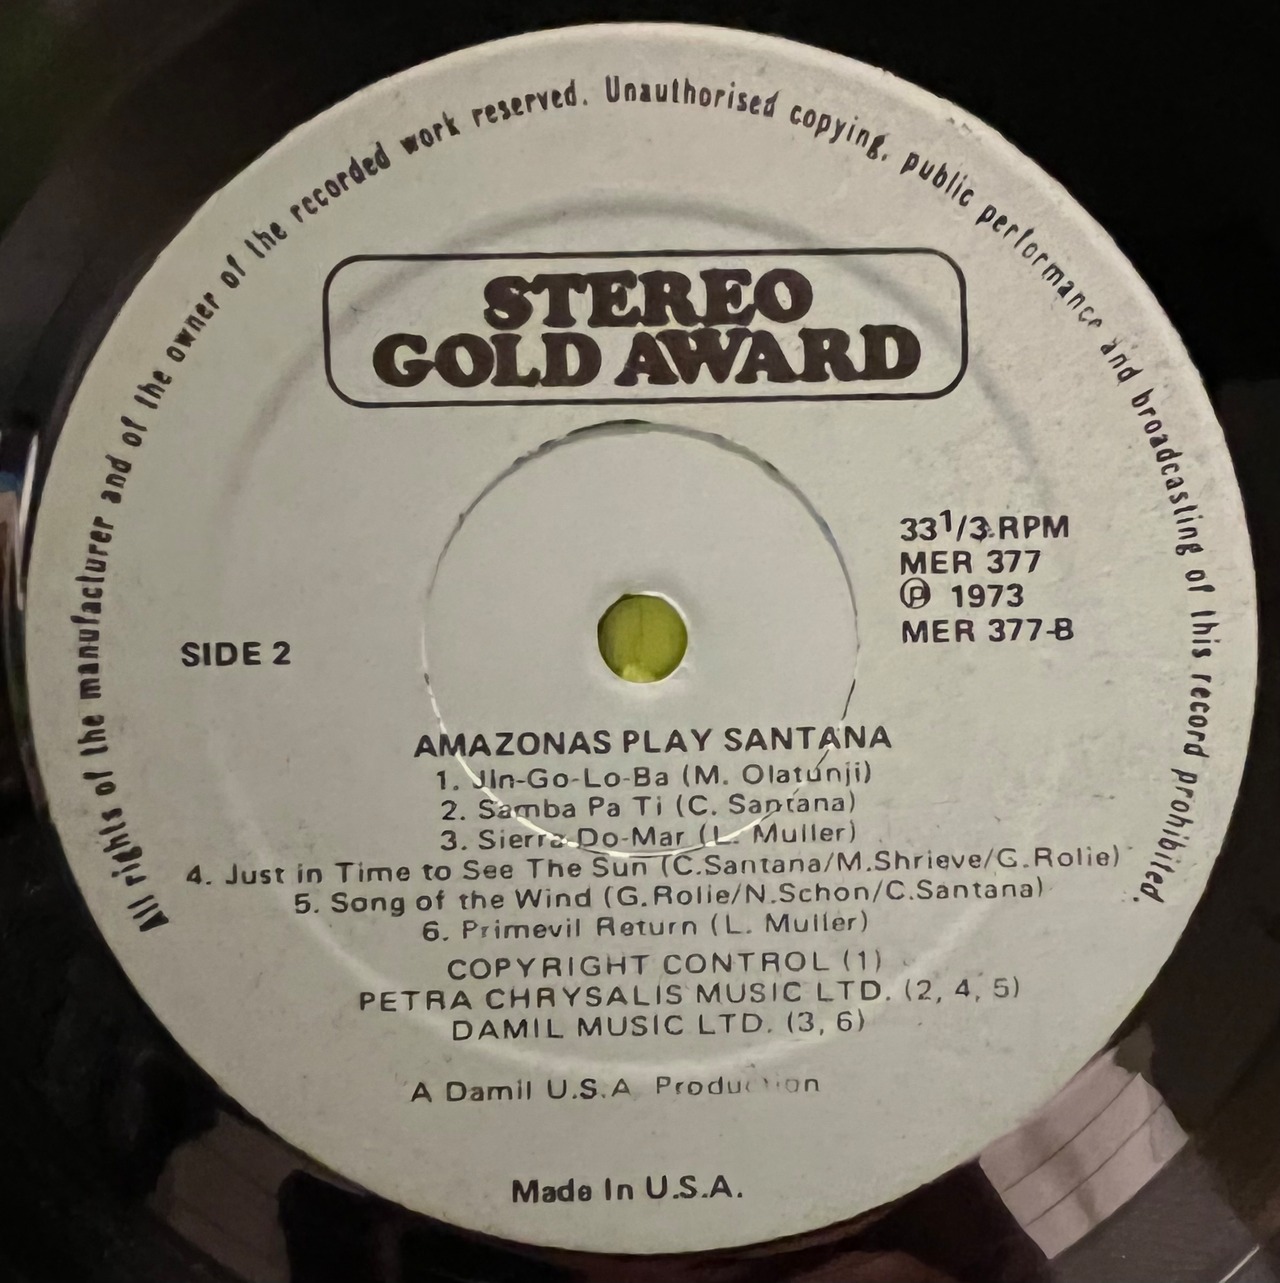 All rights of the manufacturer and of the owner of the recorded work reserved. Unauthorised copying, public performance and broadcasting of this record prohibited.
STEREO
GOLD AWARD
33 1/3 RPM
MER 377
Ⓟ 1973
MER 377-B
SIDE 2
AMAZONAS PLAY SANTANA
1. JIn-Go-Lo-Ba (M. Olatunji)
2. Samba Pa Ti (C. Santana)
3. Sierra Do-Mar (L. Muller)
4. Just in Time to See The Sun (C.Santana/M.Shrieve/G.Rolie)
5. Song of the Wind (G.Rolie/N.Schon/C.Santana)
6. Primevil Return (L. Muller)
COPYRIGHT CONTROL (1)
PETRA CHRYSALIS MUSIC LTD. (2, 4, 5)
DAMIL MUSIC LTD. (3, 6)
A Damil U.S.A. Production
Made In U.S.A.